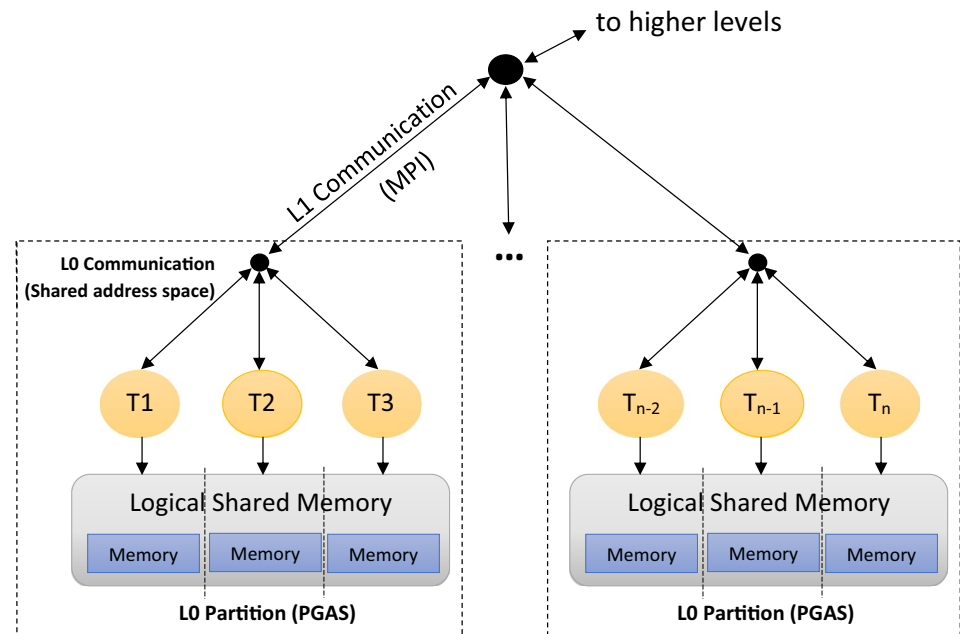 to higher levels
L1 Communication
(MPI)
...
L0 Communication
(Shared address space)
T1
T2
T3
Tn-2
Tn-1
Tn
Logical Shared Memory
Memory
Memory
Memory
L0 Partition (PGAS)
Logical Shared Memory
Memory
Memory
Memory
L0 Partition (PGAS)